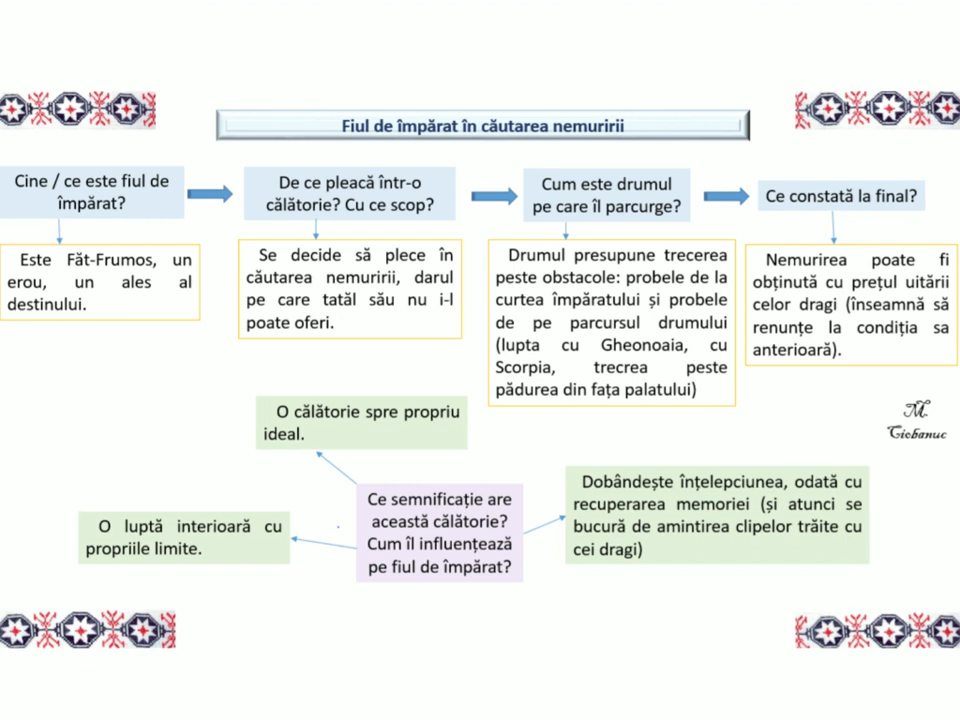 Fiul de împărat în căutarea nemuririi
Cine / ce este fiul de
împărat?
De ce pleacă într-o
călătorie? Cu ce scop?
Cum este drumul
pe care îl parcurge?
Ce constată la final?
Este Făt-Frumos, un
erou, un ales al
destinului.
Se decide să plece în
căutarea nemuririi, darul
pe care tatăl său nu i-l
poate oferi.
Drumul presupune trecerea
peste obstacole: probele de la
curtea împăratului și probele
de pe parcursul drumului
(lupta cu Gheonoaia, cu
Scorpia, trecrea peste
pădurea din fața palatului)
Nemurirea poate fi
obținută cu prețul uitării
celor dragi (înseamnă să
renunțe la condiția sa
anterioară).
M.
Ciobanuc
O călătorie spre propriu
ideal.
Ce semnificație are
această călătorie?
Cum îl influențează
pe fiul de împărat?
Dobândește înțelepciunea, odată cu
recuperarea memoriei (și atunci se
bucură de amintirea clipelor trăite cu
cei dragi)
O luptă interioară cu
propriile limite.